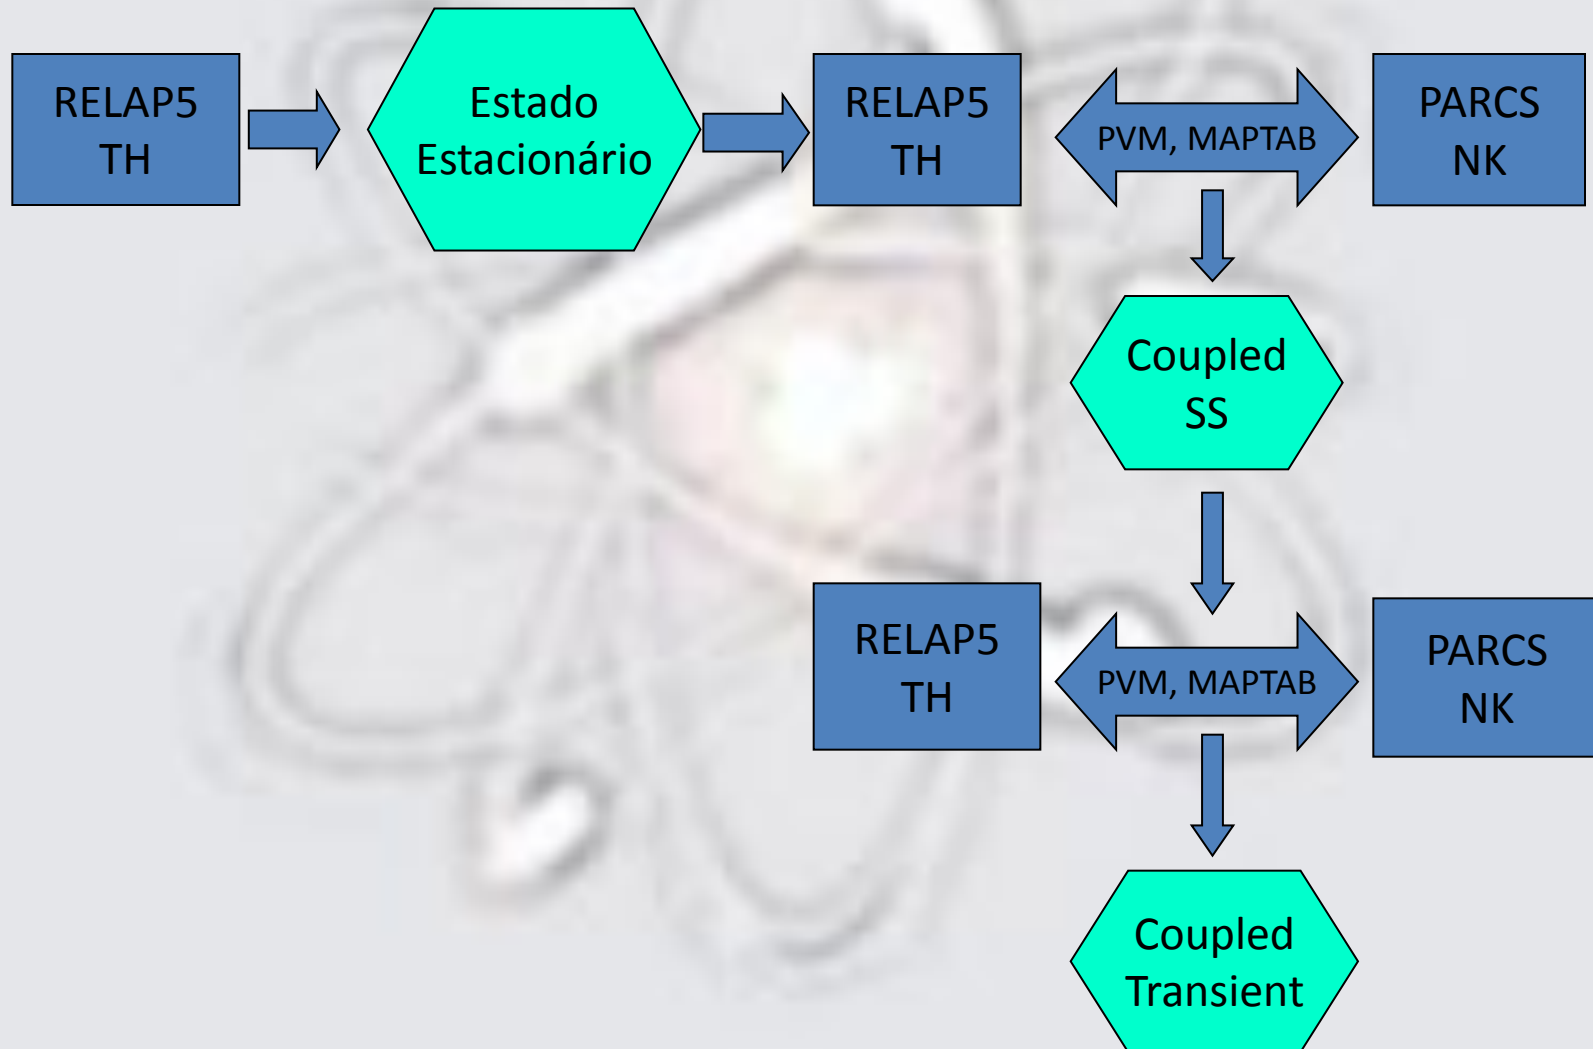 RELAP5
TH
Estado
Estacionário
RELAP5
TH
PVM, MAPTAB
PARCS
NK
Coupled
SS
RELAP5
TH
PVM, MAPTAB
PARCS
NK
Coupled
Transient